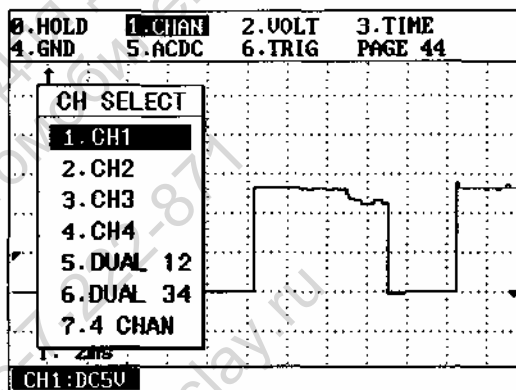 0.HOLD 1.CHAN 2.VOLT 3.TIME
4.GND 5.ACDC 6.TRIG PAGE 44
CH SELECT
1.CH1
2.CH2
3.CH3
4.CH4
5.DUAL 12
6.DUAL 34
7.4 CHAN
CH1:DC5V